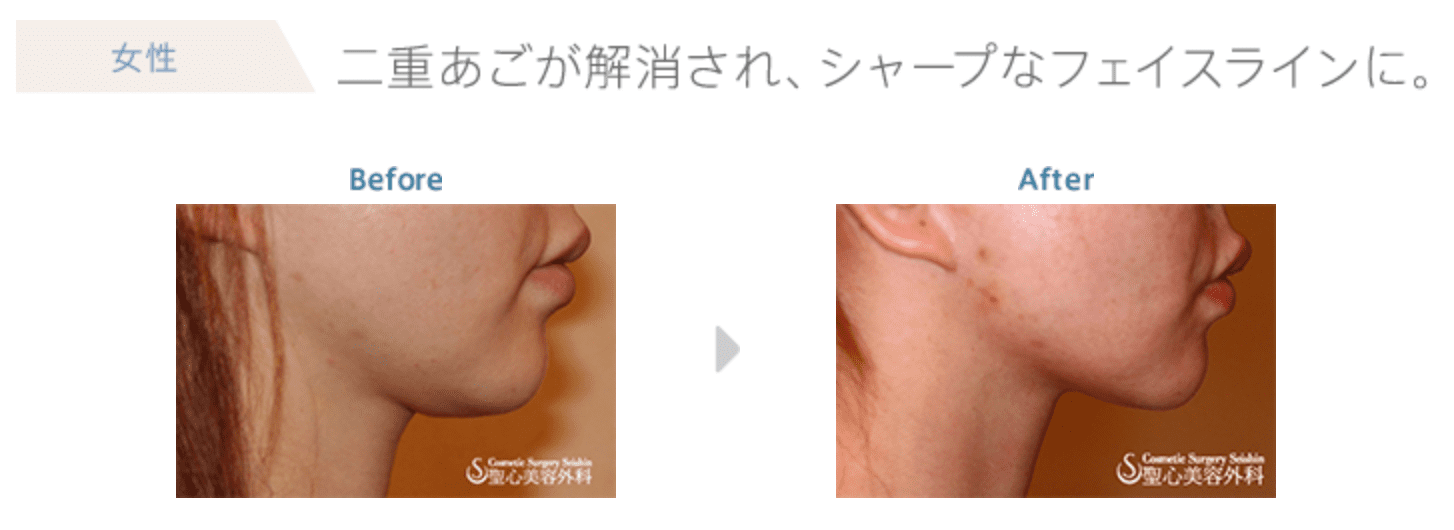 女性
二重あごが解消され、シャープなフェイスラインに。
Before
After
Cosmetic Surgery Seishin
聖心美容外科
Cosmetic Surgery Seishin
聖心美容外科